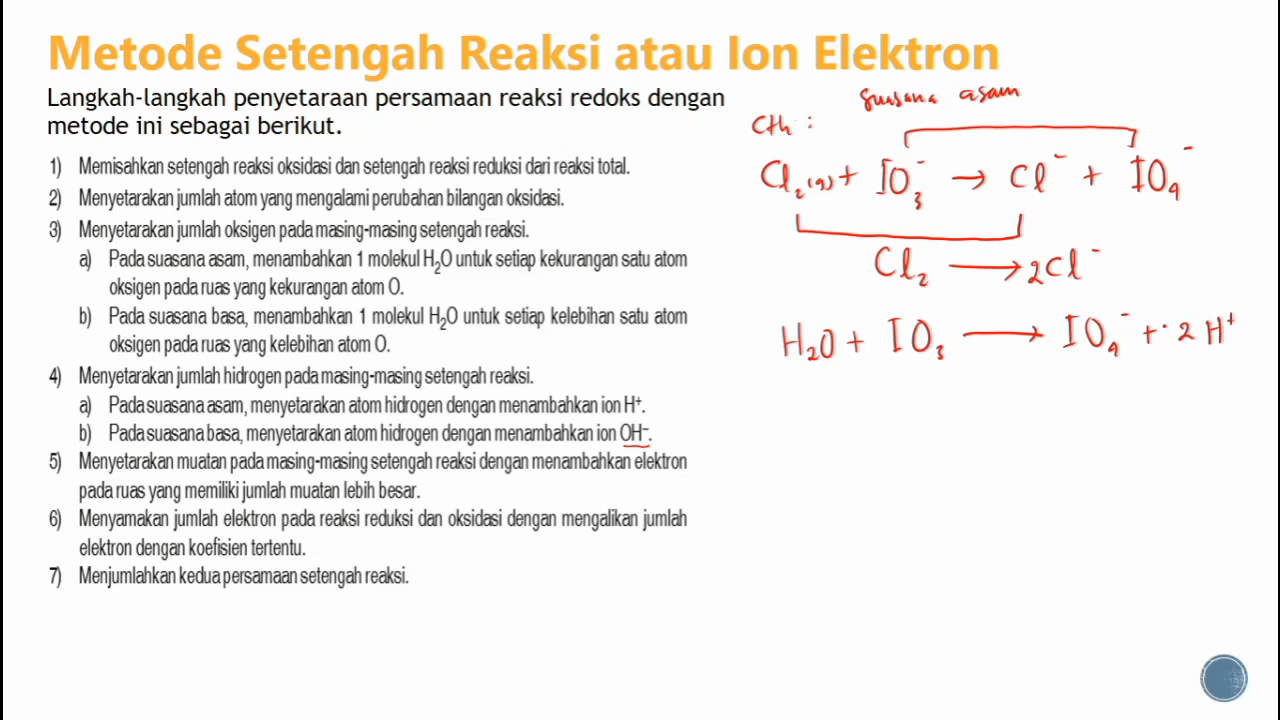 Metode Setengah Reaksi atau Ion Elektron
Langkah-langkah penyetaraan persamaan reaksi redoks dengan
metode ini sebagai berikut.
1) Memisahkan setengah reaksi oksidasi dan setengah reaksi reduksi dari reaksi total.
2) Menyetarakan jumlah atom yang mengalami perubahan bilangan oksidasi.
3) Menyetarakan jumlah oksigen pada masing-masing setengah reaksi.
a) Pada suasana asam, menambahkan 1 molekul H₂O untuk setiap kekurangan satu atom
oksigen pada ruas yang kekurangan atom O.
b) Pada suasana basa, menambahkan 1 molekul H₂O untuk setiap kelebihan satu atom
oksigen pada ruas yang kelebihan atom O.
4) Menyetarakan jumlah hidrogen pada masing-masing setengah reaksi.
a) Pada suasana asam, menyetarakan atom hidrogen dengan menambahkan ion H⁺.
b) Pada suasana basa, menyetarakan atom hidrogen dengan menambahkan ion OH⁻.
5) Menyetarakan muatan pada masing-masing setengah reaksi dengan menambahkan elektron
pada ruas yang memiliki jumlah muatan lebih besar.
6) Menyamakan jumlah elektron pada reaksi reduksi dan oksidasi dengan mengalikan jumlah
elektron dengan koefisien tertentu.
7) Menjumlahkan kedua persamaan setengah reaksi.
suasana asam
Cth :
Cl₂(g) + IO₃⁻ → Cl⁻ + IO₄⁻
Cl₂ → 2Cl⁻
H₂O + IO₃ → IO₄⁻ + 2 H⁺